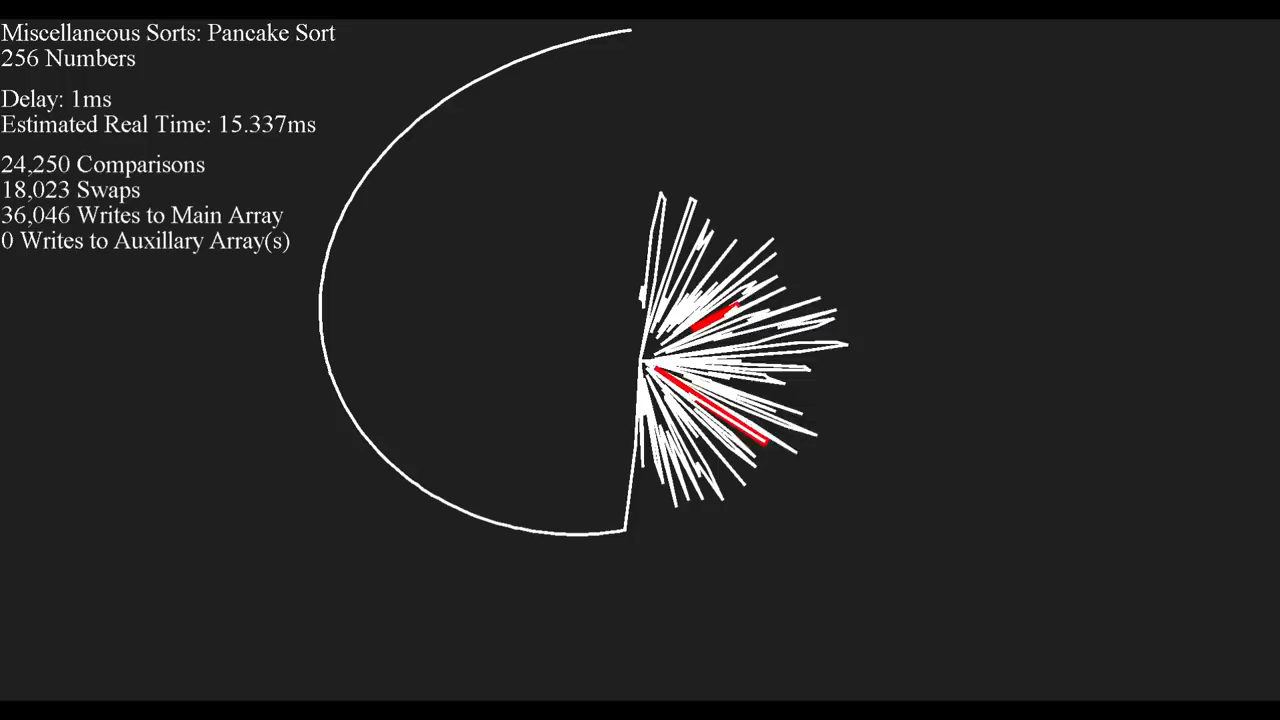 Miscellaneous Sorts: Pancake Sort
256 Numbers
Delay: 1ms
Estimated Real Time: 15.337ms
24,250 Comparisons
18,023 Swaps
36,046 Writes to Main Array
0 Writes to Auxillary Array(s)